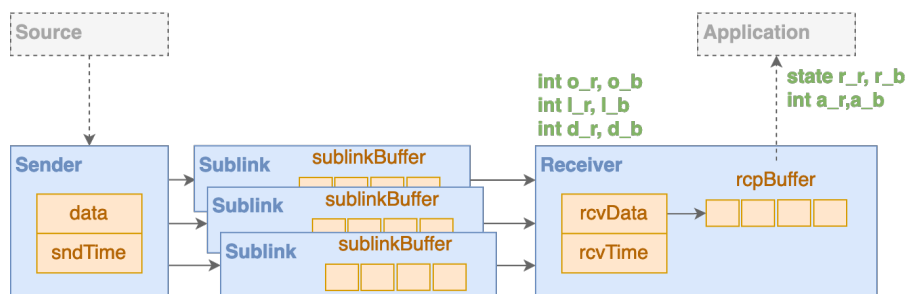 Source
Application
int o_r, o_b
int l_r, l_b
int d_r, d_b
state r_r, r_b
int a_r,a_b
Sender
data
sndTime
Sublink
sublinkBuffer
Sublink
sublinkBuffer
Sublink
sublinkBuffer
Receiver
rcvData
rcvTime
rcpBuffer